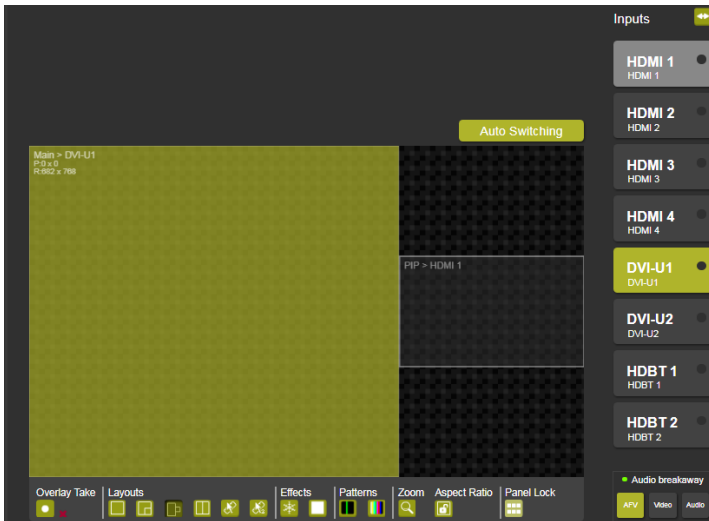 Inputs
HDMI 1
HDMI 1
HDMI 2
HDMI 2
HDMI 3
HDMI 3
HDMI 4
HDMI 4
DVI-U1
DVI-U1
DVI-U2
DVI-U2
HDBT 1
HDBT 1
HDBT 2
HDBT 2
Auto Switching
Main > DVI-U1
P:0 x 0
R:682 x 768
PIP > HDMI 1
Overlay Take
Layouts
Effects
Patterns
Zoom
Aspect Ratio
Panel Lock
Audio breakaway
AFV
Video
Audio